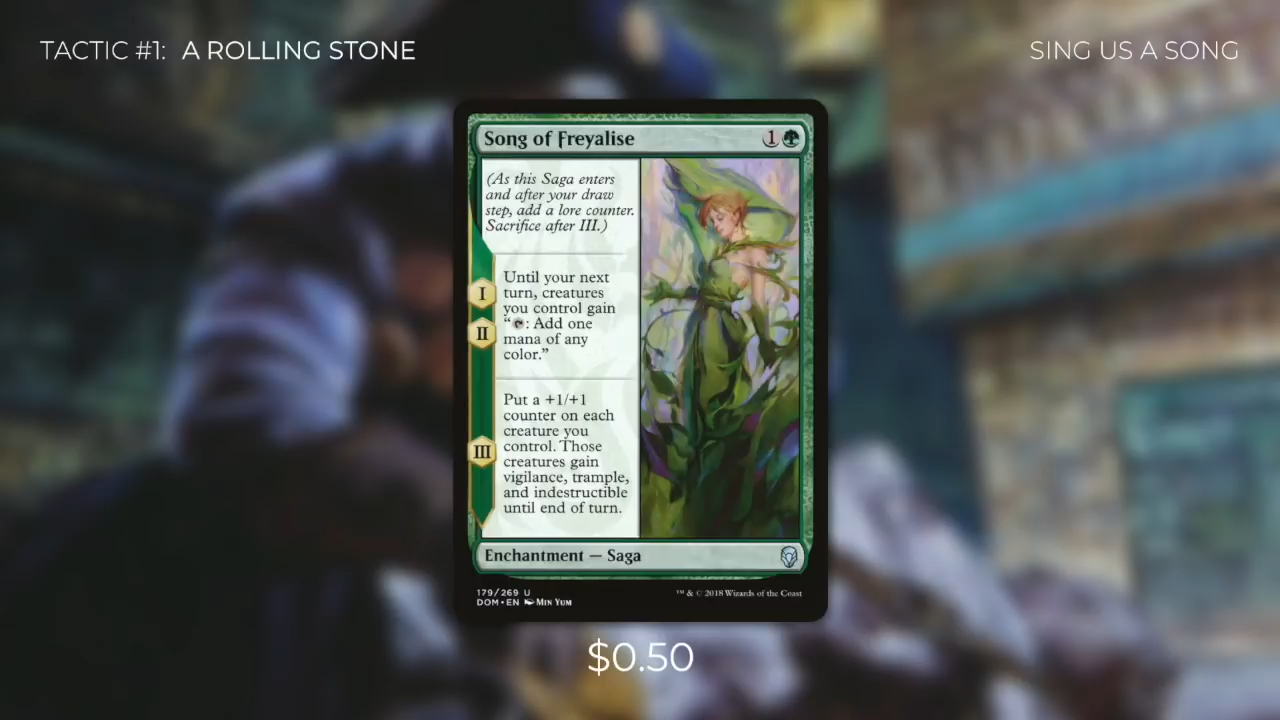 TACTIC #1: A ROLLING STONE
SING US A SONG
Song of Freyalise 1
(As this Saga enters
and after your draw
step, add a lore counter.
Sacrifice after III.)
I
II
Until your next
turn, creatures
you control gain
“: Add one
mana of any
color.”
III
Put a +1/+1
counter on each
creature you
control. Those
creatures gain
vigilance, trample,
and indestructible
until end of turn.
Enchantment — Saga
179/269 U
DOM • EN Min Yum
™ & © 2018 Wizards of the Coast
$0.50